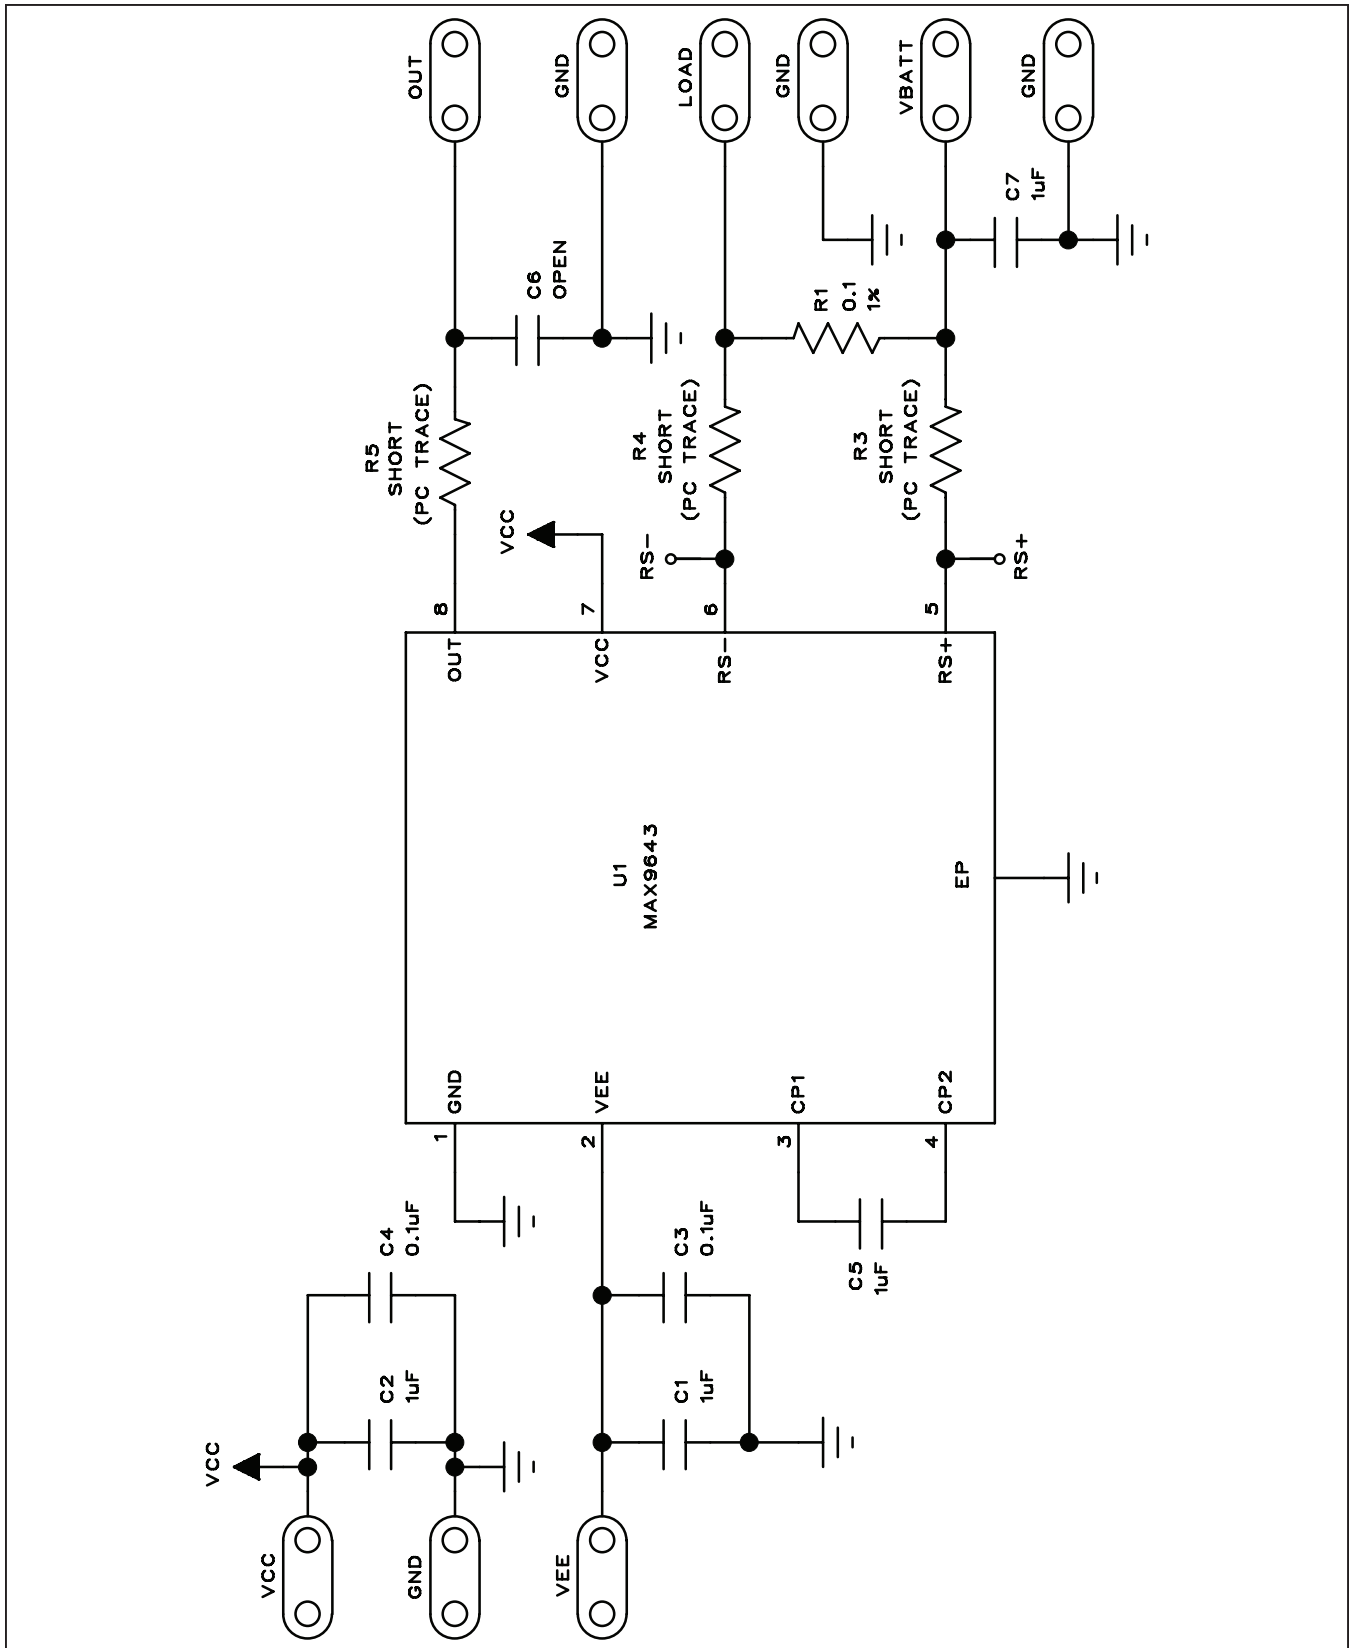 VCC
VCC
GND
C2
1uF
C4
0.1uF
VEE
C1
1uF
C3
0.1uF
C5
1uF
1
GND
2
VEE
3
CP1
4
CP2
U1
MAX9643
EP
OUT
8
VCC
7
RS-
6
RS+
5
VCC
R5
SHORT
(PC TRACE)
RS-
R4
SHORT
(PC TRACE)
RS+
R3
SHORT
(PC TRACE)
C6
OPEN
R1
0.1
1%
C7
1uF
OUT
GND
LOAD
GND
VBATT
GND